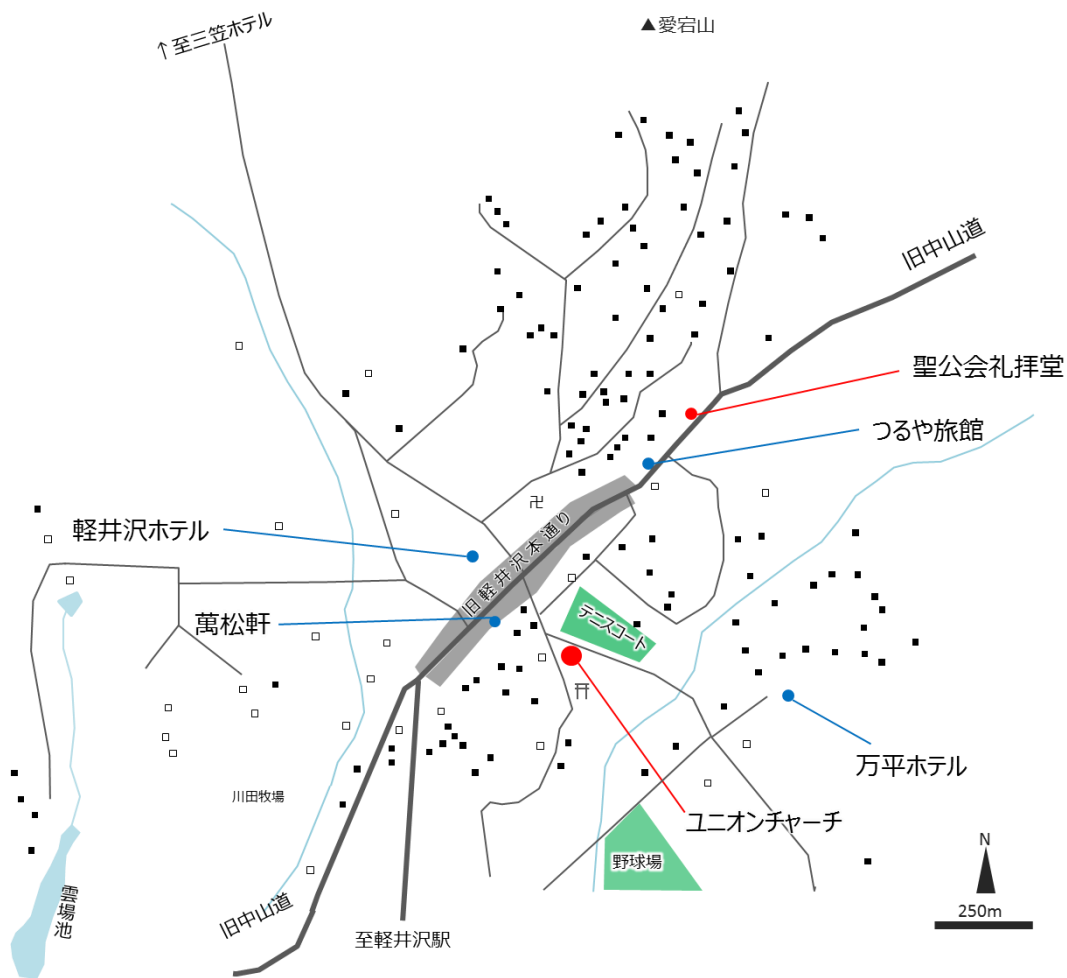 ▲愛宕山
↑至三笠ホテル
旧中山道
聖公会礼拝堂
つるや旅館
卍
軽井沢ホテル
旧軽井沢本通り
萬松軒
テニスコート
万平ホテル
川田牧場
ユニオンチャーチ
野球場
N
雲場池
旧中山道
至軽井沢駅
250m